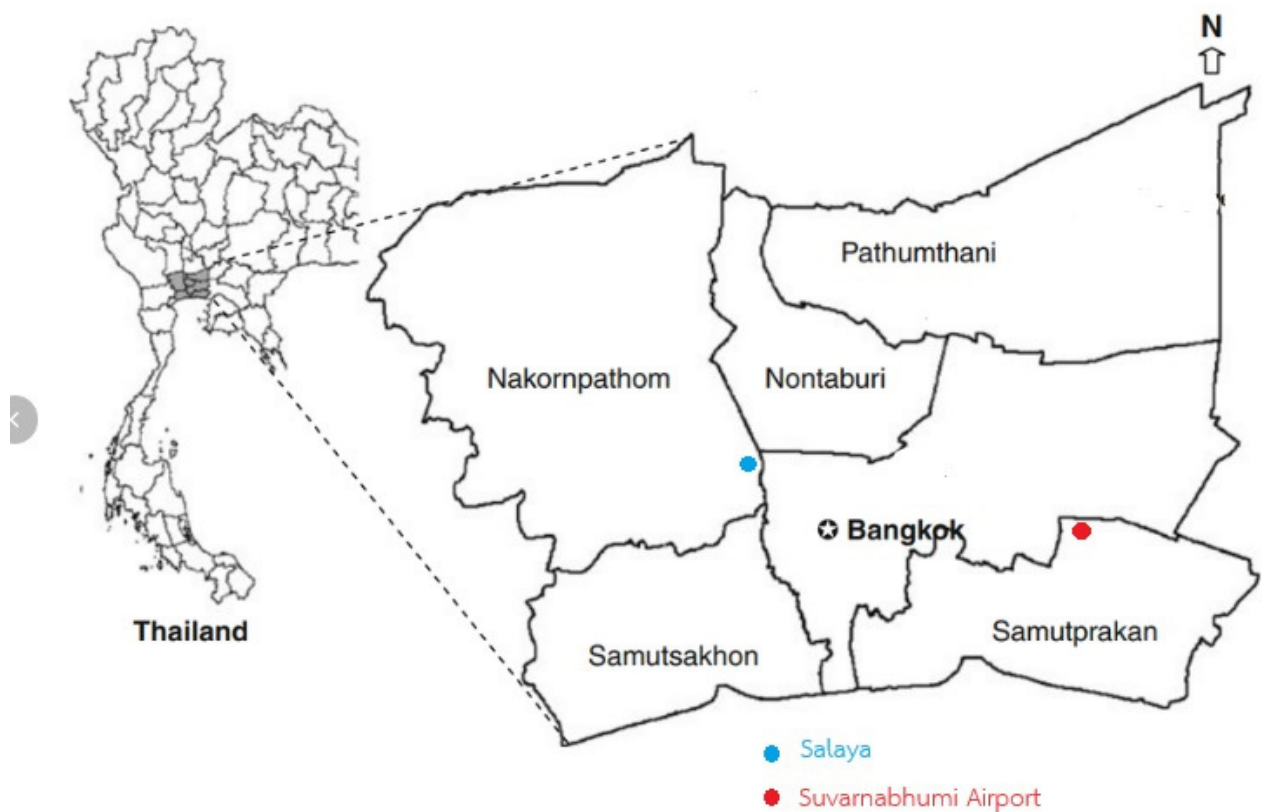 N
Pathumthani
Nakornpathom
Nontaburi
Bangkok
Thailand
Samutsakhon
Samutprakan
Salaya
Suvarnabhumi Airport